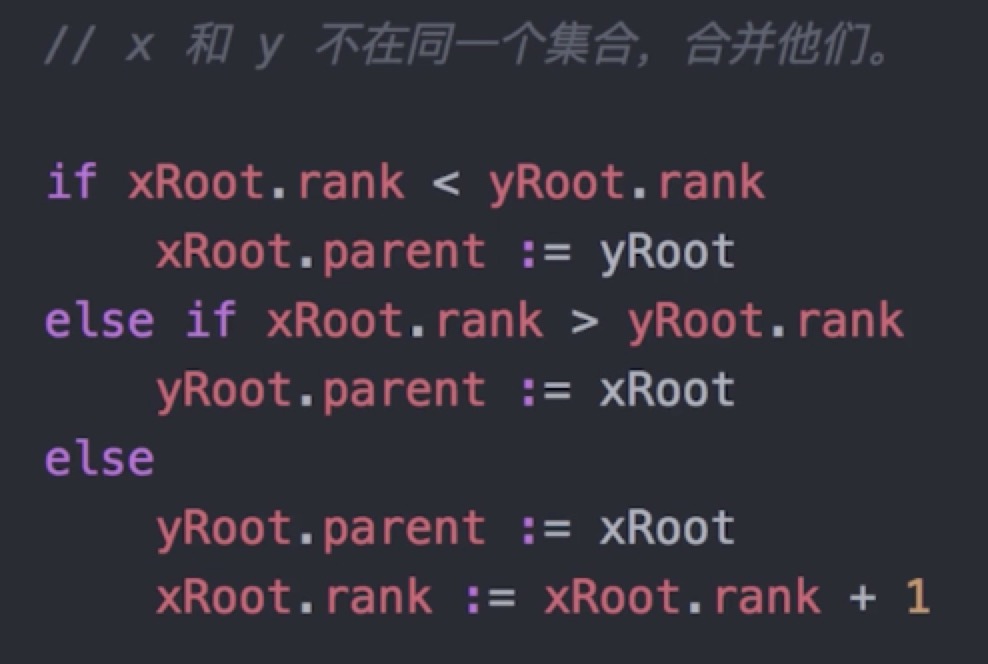 // x 和 y 不在同一个集合，合并他们。
if xRoot.rank < yRoot.rank
    xRoot.parent := yRoot
else if xRoot.rank > yRoot.rank
    yRoot.parent := xRoot
else
    yRoot.parent := xRoot
    xRoot.rank := xRoot.rank + 1